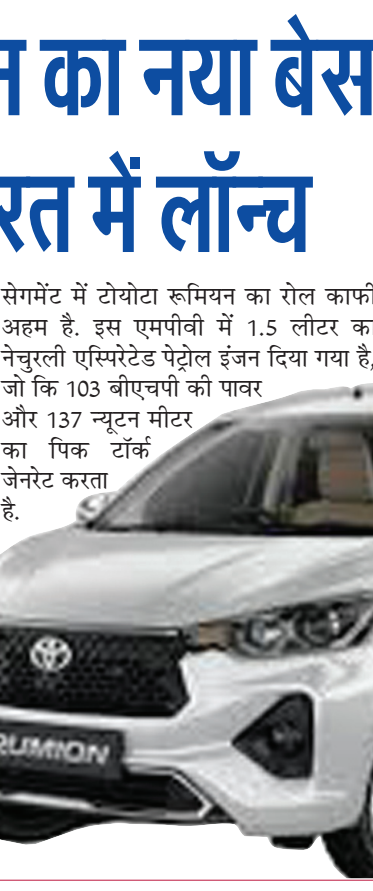 न का नया बेस
रत में लॉन्च
सेगमेंट में टोयोटा रूमियन का रोल काफी
अहम है. इस एमपीवी में 1.5 लीटर का
नेचुरली एस्पिरेटेड पेट्रोल इंजन दिया गया है,
जो कि 103 बीएचपी की पावर
और 137 न्यूटन मीटर
का पिक टॉर्क
जेनरेट करता
है.
RUMION